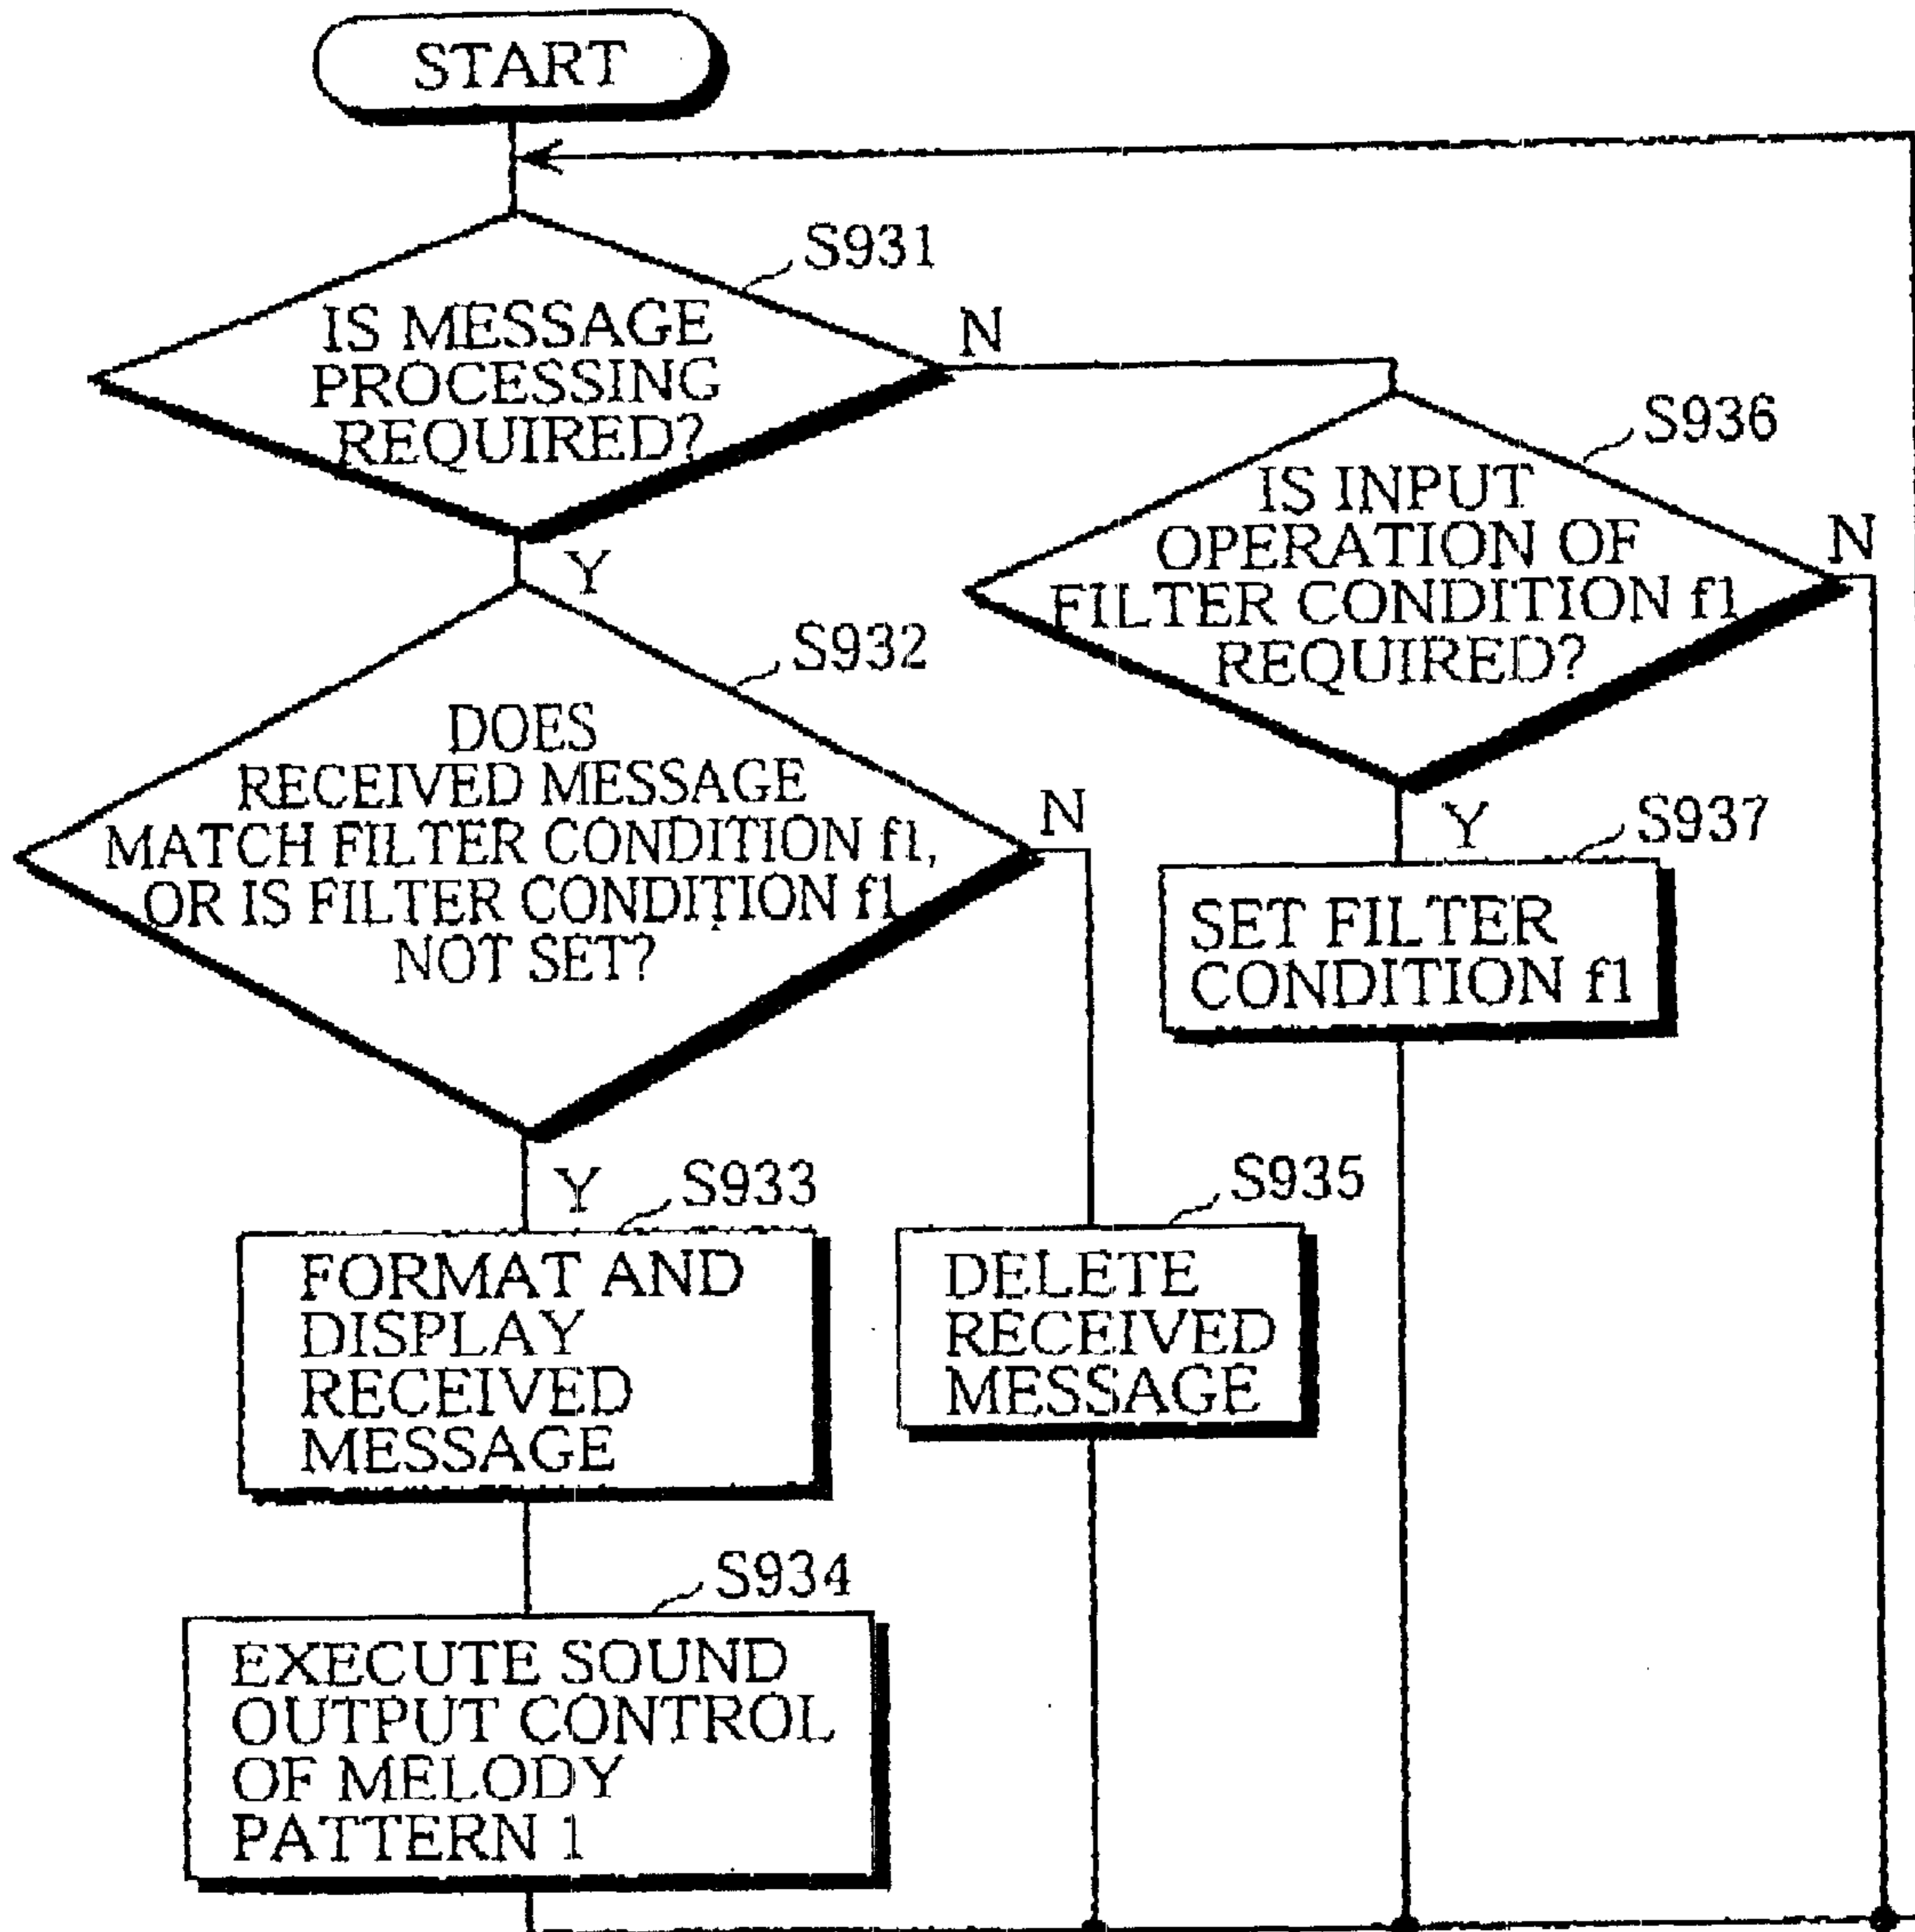 START
S931
IS MESSAGE
PROCESSING
REQUIRED?
N
Y
S936
IS INPUT
OPERATION OF
FILTER CONDITION f1
REQUIRED?
N
Y
S932
DOES
RECEIVED MESSAGE
MATCH FILTER CONDITION f1,
OR IS FILTER CONDITION f1
NOT SET?
N
Y
S937
SET FILTER
CONDITION f1
S933
FORMAT AND
DISPLAY
RECEIVED
MESSAGE
S935
DELETE
RECEIVED
MESSAGE
S934
EXECUTE SOUND
OUTPUT CONTROL
OF MELODY
PATTERN 1